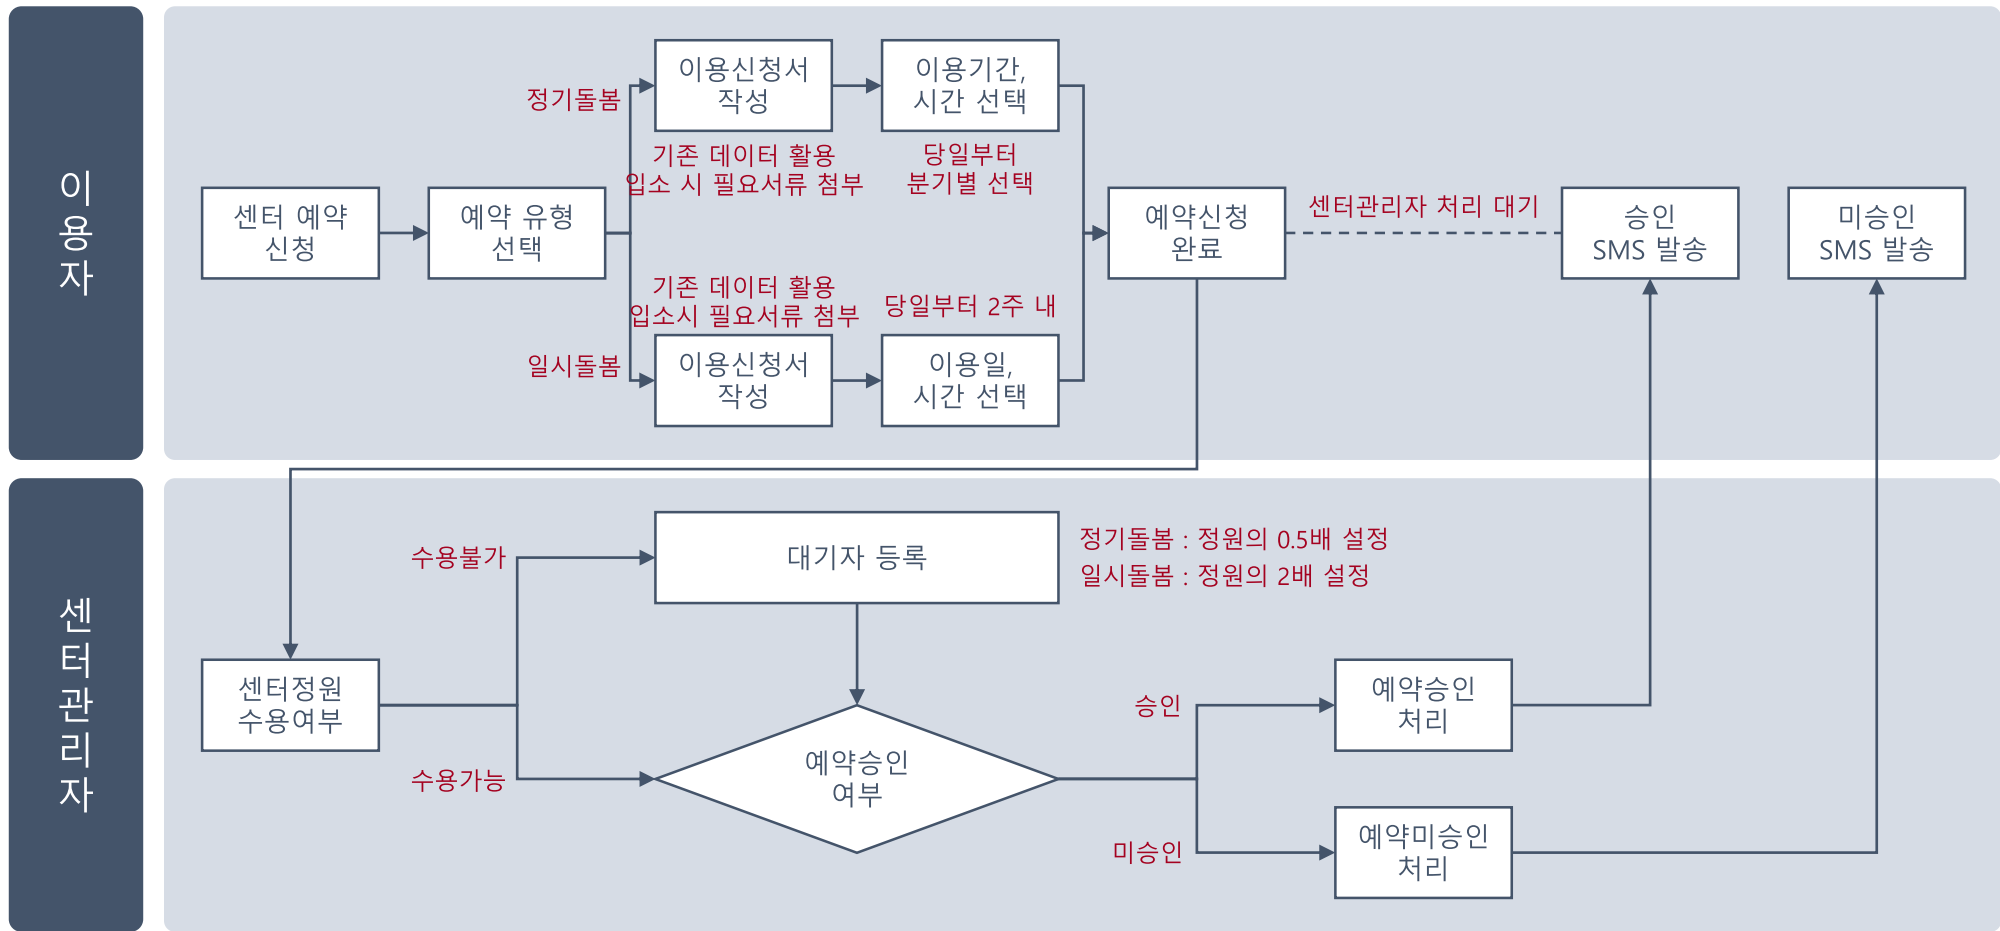 이용자
정기돌봄
이용신청서
작성
이용기간,
시간 선택
기존 데이터 활용
입소 시 필요서류 첨부
당일부터
분기별 선택
센터 예약
신청
예약 유형
선택
예약신청
완료
센터관리자 처리 대기
승인
SMS 발송
미승인
SMS 발송
기존 데이터 활용
입소시 필요서류 첨부
당일부터 2주 내
일시돌봄
이용신청서
작성
이용일,
시간 선택
센터관리자
수용불가
대기자 등록
정기돌봄 : 정원의 0.5배 설정
일시돌봄 : 정원의 2배 설정
센터정원
수용여부
수용가능
예약승인
여부
승인
예약승인
처리
미승인
예약미승인
처리